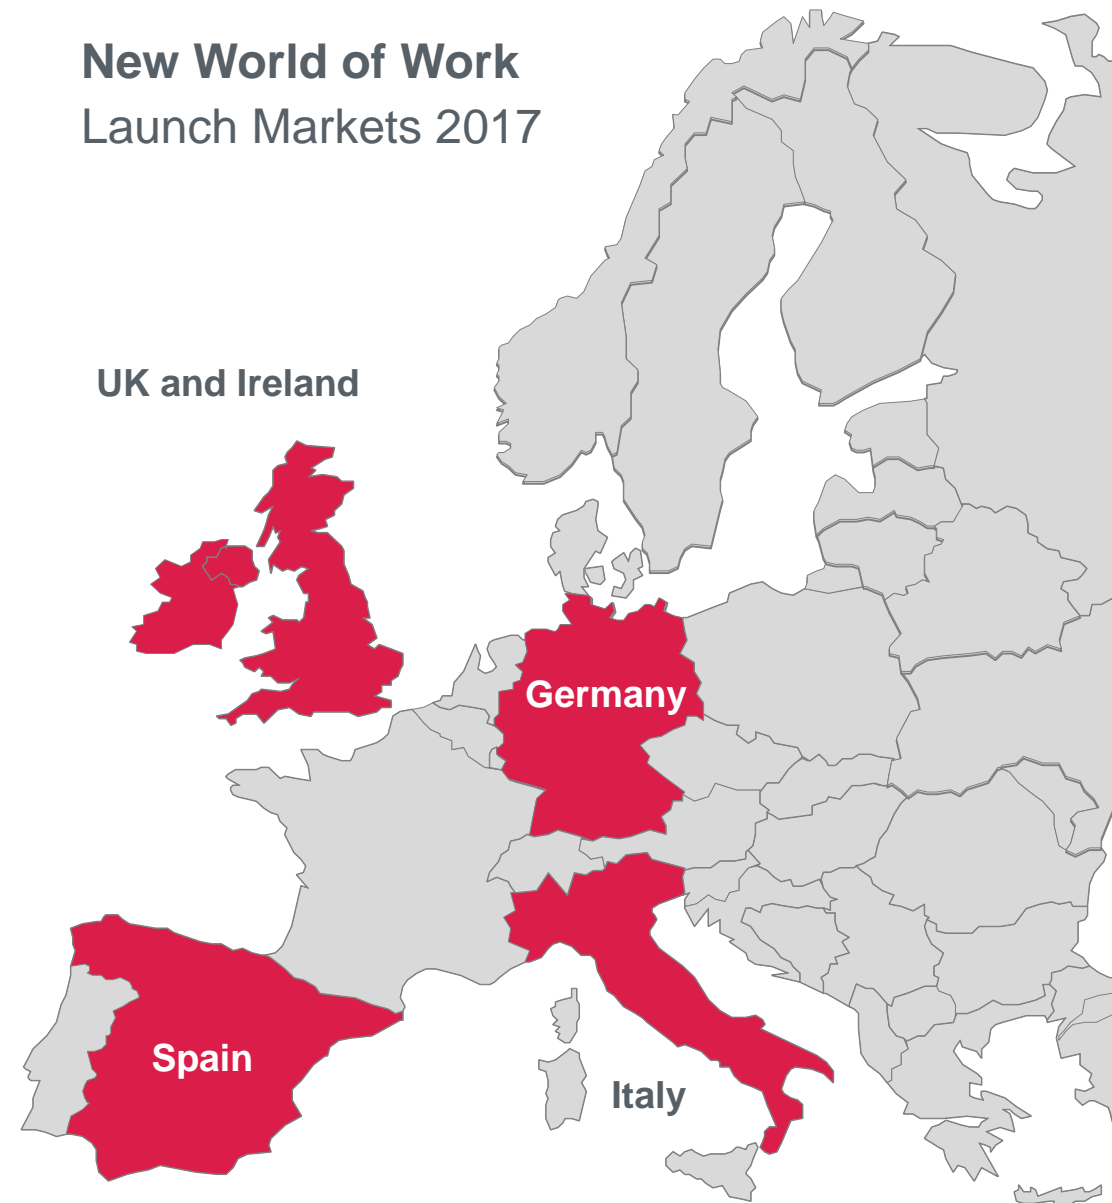 New World of Work
Launch Markets 2017
UK and Ireland
Germany
Spain
Italy